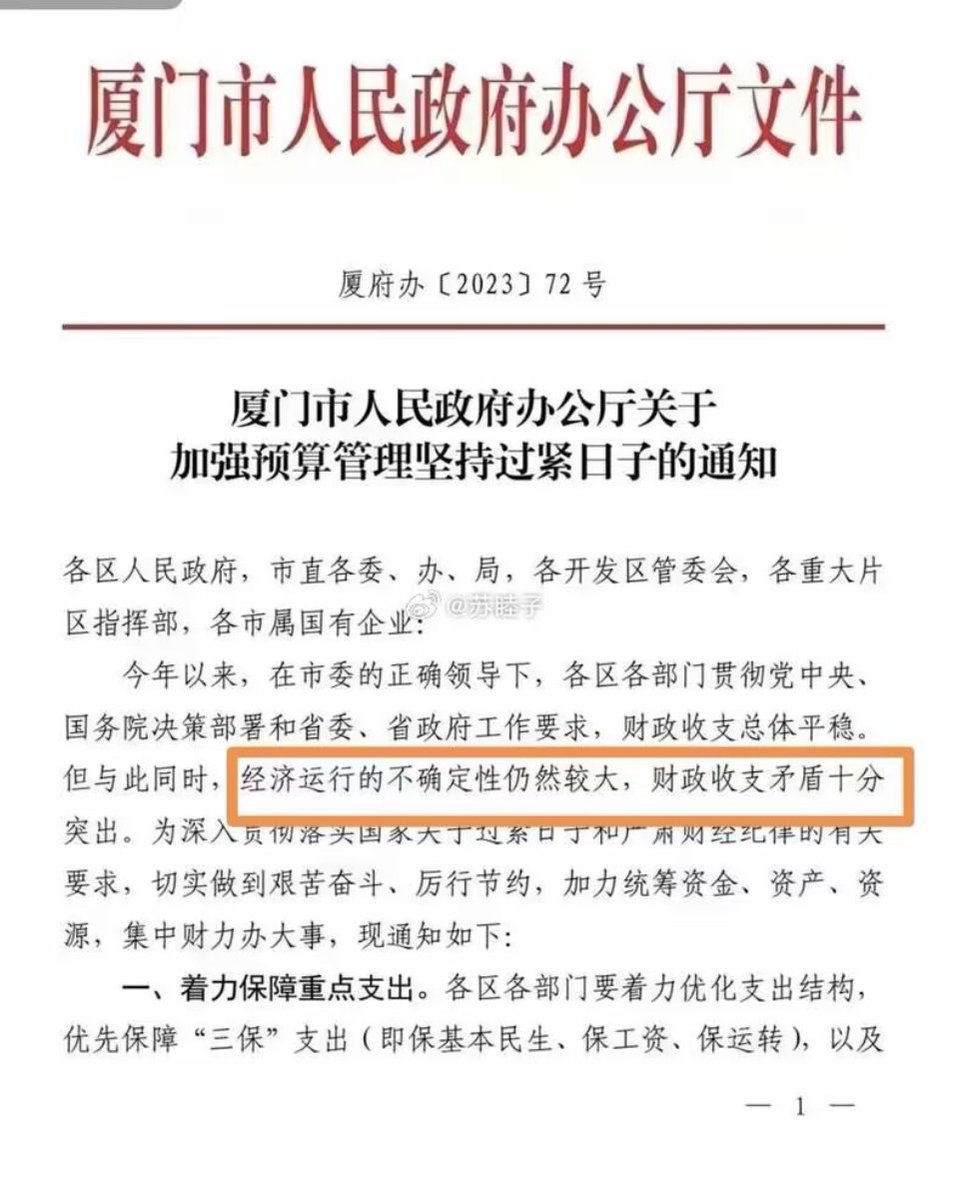 厦门市人民政府办公厅文件
厦府办〔2023〕72 号
厦门市人民政府办公厅关于
加强预算管理坚持过紧日子的通知
各区人民政府，市直各委、办、局，各开发区管委会，各重大片
区指挥部，各市属国有企业：
@苏睦子
今年以来，在市委的正确领导下，各区各部门贯彻党中央、
国务院决策部署和省委、省政府工作要求，财政收支总体平稳。
但与此同时，经济运行的不确定性仍然较大，财政收支矛盾十分
突出。为深入贯彻落实国家关于过紧日子和严肃财经纪律的有关
要求，切实做到艰苦奋斗、厉行节约，加力统筹资金、资产、资
源，集中财力办大事，现通知如下：
一、着力保障重点支出。各区各部门要着力优化支出结构，
优先保障“三保”支出（即保基本民生、保工资、保运转），以及
— 1 —